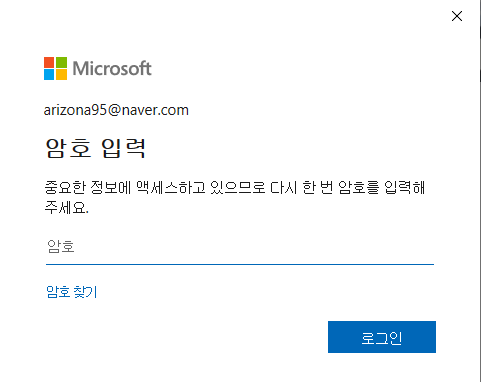 Microsoft
arizona95@naver.com
암호 입력
중요한 정보에 액세스하고 있으므로 다시 한 번 암호를 입력해
주세요.
암호
암호 찾기
로그인